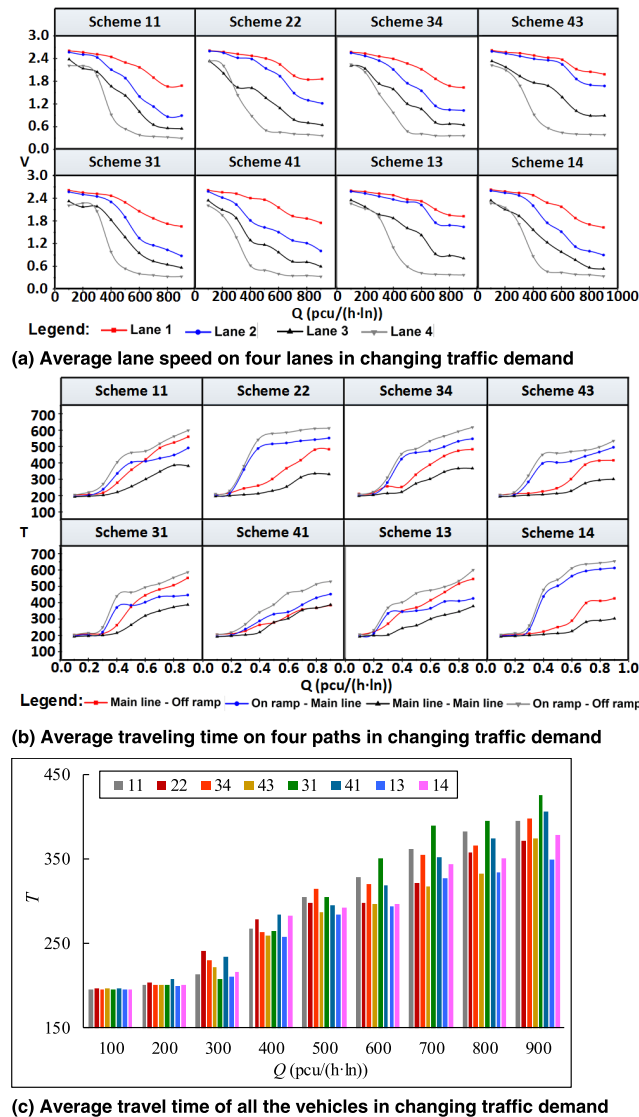 Scheme 11 Scheme 22 Scheme 34 Scheme 43
3.0
2.4
1.8
1.2
0.6
V
Scheme 31 Scheme 41 Scheme 13 Scheme 14
3.0
2.4
1.8
1.2
0.6
0.0
200 400 600 800 200 400 600 800 200 400 600 800 200 400 600 800 1000
Q (pcu/(h·ln))
Legend: Lane 1 Lane 2 Lane 3 Lane 4
(a) Average lane speed on four lanes in changing traffic demand
Scheme 11 Scheme 22 Scheme 34 Scheme 43
700
600
500
400
300
200
100
T
Scheme 31 Scheme 41 Scheme 13 Scheme 14
700
600
500
400
300
200
100
0.0 0.2 0.4 0.6 0.8 0.0 0.2 0.4 0.6 0.8 0.0 0.2 0.4 0.6 0.8 0.0 0.2 0.4 0.6 0.8 1.0
Q (pcu/(h·ln))
Legend: Main line - Off ramp On ramp - Main line Main line - Main line On ramp - Off ramp
(b) Average traveling time on four paths in changing traffic demand
450
11 22 34 43 31 41 13 14
350
T
250
150
100 200 300 400 500 600 700 800 900
Q (pcu/(h·ln))
(c) Average travel time of all the vehicles in changing traffic demand